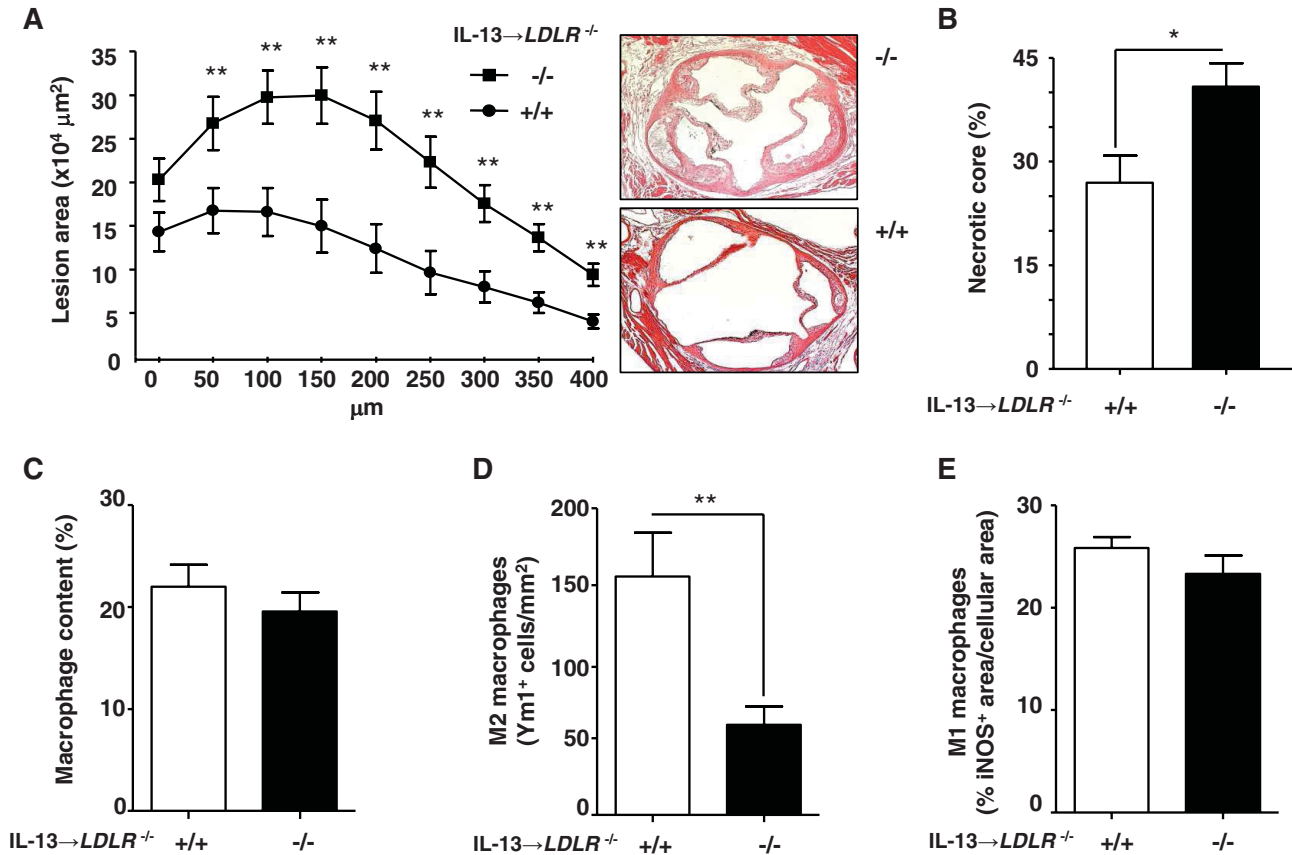 A
IL-13→LDLR -/-
-/-
+/+
** ** ** ** ** ** ** **
Lesion area (x10⁴ μm²)
35
30
25
20
15
10
5
0
0 50 100 150 200 250 300 350 400
μm
-/-
+/+
B
*
Necrotic core (%)
45
30
15
0
IL-13→LDLR -/- +/+ -/-
C
Macrophage content (%)
30
20
10
0
IL-13→LDLR -/- +/+ -/-
D
**
M2 macrophages
(Ym1⁺ cells/mm²)
200
150
100
50
0
+/+ -/-
E
M1 macrophages
(% iNOS⁺ area/cellular area)
30
20
10
0
IL-13→LDLR -/- +/+ -/-